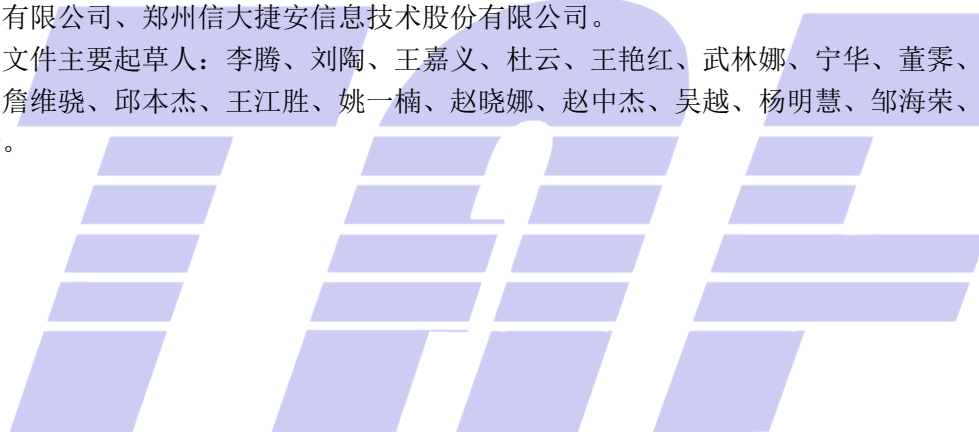 有限公司、郑州信大捷安信息技术股份有限公司。
文件主要起草人：李腾、刘陶、王嘉义、杜云、王艳红、武林娜、宁华、董霁、
詹维骁、邱本杰、王江胜、姚一楠、赵晓娜、赵中杰、吴越、杨明慧、邹海荣、
。
TAF